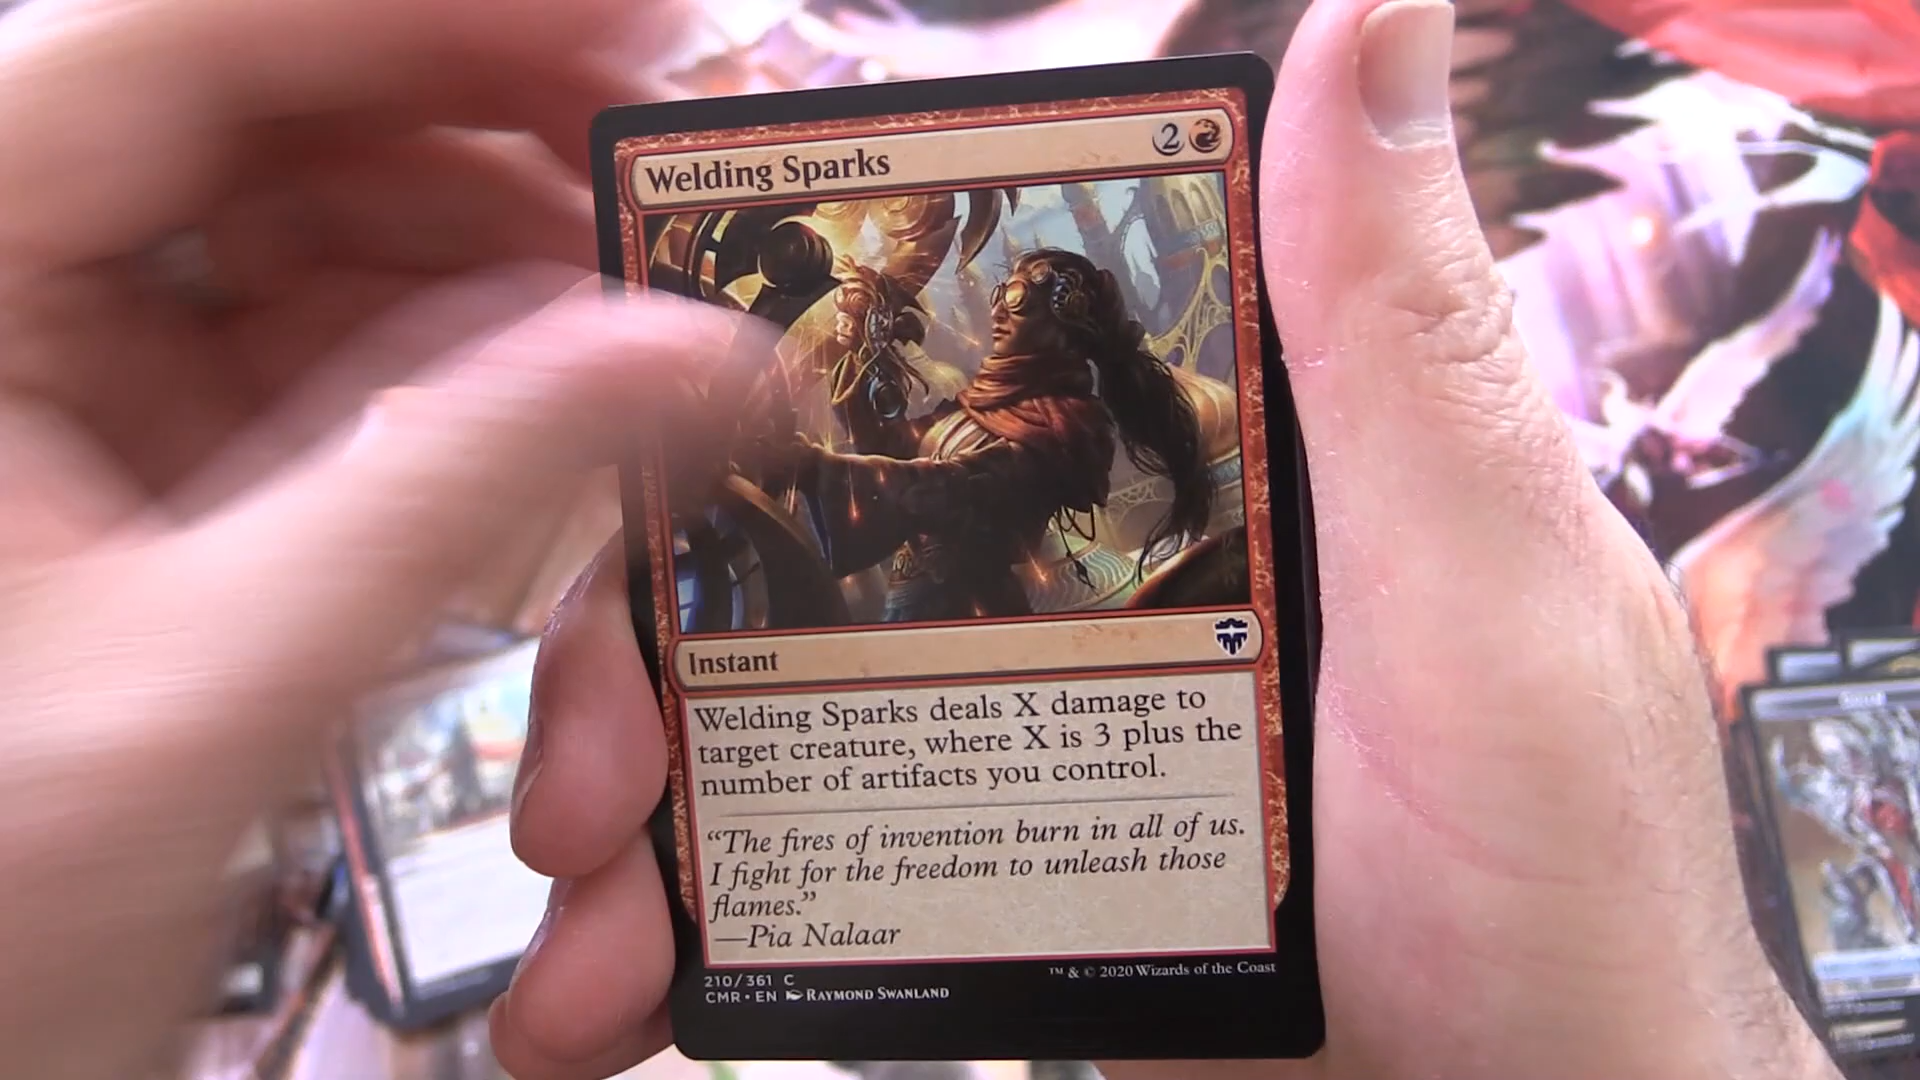 Welding Sparks 2
Instant
Welding Sparks deals X damage to
target creature, where X is 3 plus the
number of artifacts you control.
“The fires of invention burn in all of us.
I fight for the freedom to unleash those
flames.”
—Pia Nalaar
210/361 C
CMR • EN Raymond Swanland
™ & © 2020 Wizards of the Coast